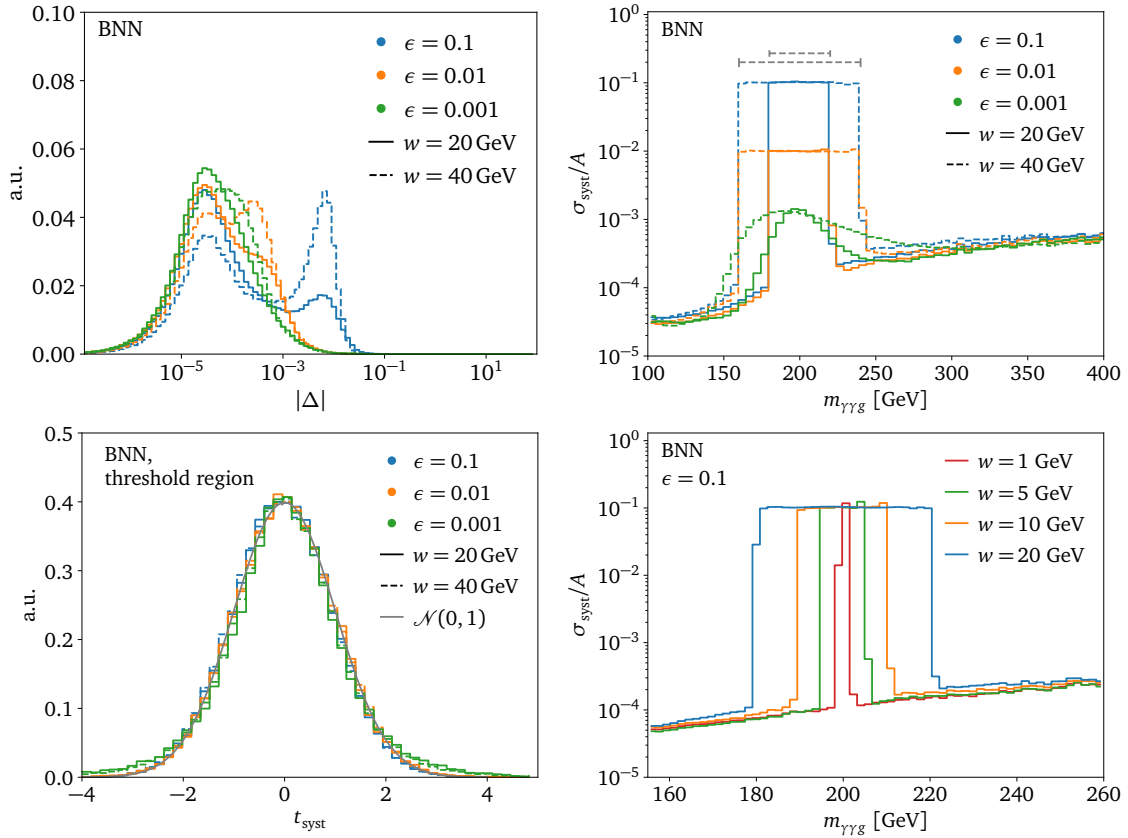 BNN
ϵ = 0.1
ϵ = 0.01
ϵ = 0.001
w = 20 GeV
w = 40 GeV
a.u.
0.00
0.02
0.04
0.06
0.08
0.10
10⁻⁵
10⁻³
10⁻¹
10¹
|Δ|
BNN
ϵ = 0.1
ϵ = 0.01
ϵ = 0.001
w = 20 GeV
w = 40 GeV
σ_syst/A
10⁰
10⁻¹
10⁻²
10⁻³
10⁻⁴
10⁻⁵
100
150
200
250
300
350
400
m_γγg [GeV]
BNN,
threshold region
ϵ = 0.1
ϵ = 0.01
ϵ = 0.001
w = 20 GeV
w = 40 GeV
𝒩(0, 1)
a.u.
0.5
0.4
0.3
0.2
0.1
0.0
−4
−2
0
2
4
t_syst
BNN
ϵ = 0.1
w = 1 GeV
w = 5 GeV
w = 10 GeV
w = 20 GeV
σ_syst/A
10⁰
10⁻¹
10⁻²
10⁻³
10⁻⁴
10⁻⁵
160
180
200
220
240
260
m_γγg [GeV]